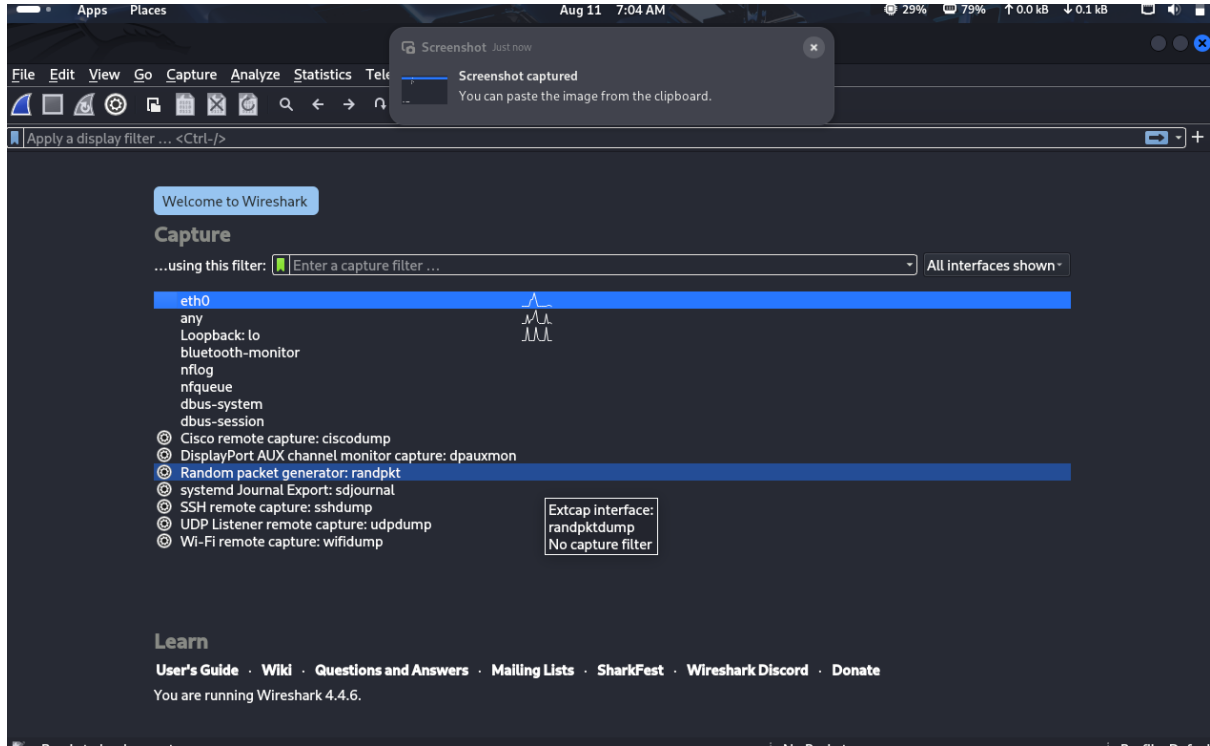 Apps Places Aug 11 7:04 AM 29% 79% ↑ 0.0 kB ↓ 0.1 kB
Screenshot Just now
Screenshot captured
You can paste the image from the clipboard.
File Edit View Go Capture Analyze Statistics Tele
Apply a display filter … <Ctrl-/>
Welcome to Wireshark
Capture
…using this filter: Enter a capture filter … All interfaces shown
eth0
any
Loopback: lo
bluetooth-monitor
nflog
nfqueue
dbus-system
dbus-session
Cisco remote capture: ciscodump
DisplayPort AUX channel monitor capture: dpauxmon
Random packet generator: randpkt
systemd Journal Export: sdjournal
SSH remote capture: sshdump
UDP Listener remote capture: udpdump
Wi-Fi remote capture: wifidump
Extcap interface:
randpktdump
No capture filter
Learn
User's Guide · Wiki · Questions and Answers · Mailing Lists · SharkFest · Wireshark Discord · Donate
You are running Wireshark 4.4.6.